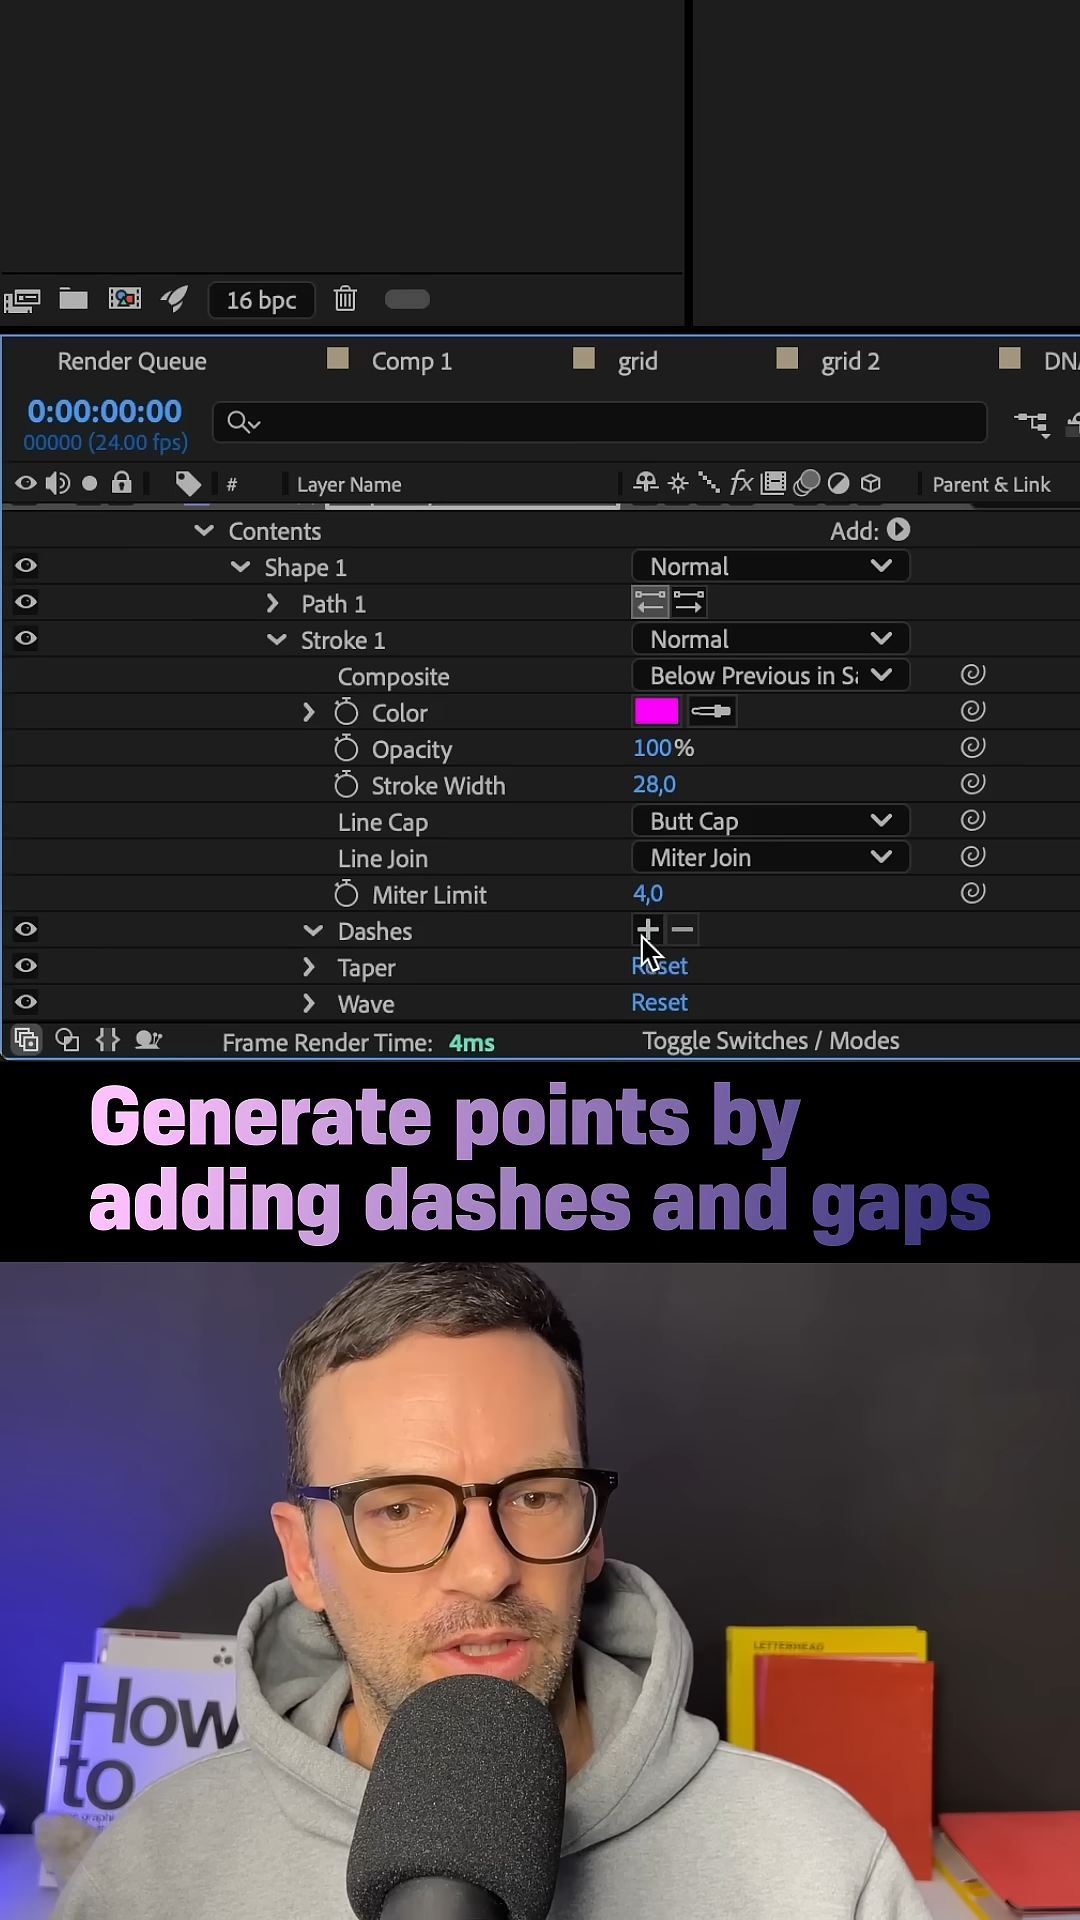 16 bpc
Render Queue Comp 1 grid grid 2
0:00:00:00
00000 (24.00 fps)
# Layer Name fx Parent & Link
Contents Add:
Shape 1 Normal
Path 1
Stroke 1 Normal
Composite Below Previous in
Color
Opacity 100%
Stroke Width 28,0
Line Cap Butt Cap
Line Join Miter Join
Miter Limit 4,0
Dashes + −
Taper Reset
Wave Reset
Frame Render Time: 4ms Toggle Switches / Modes
Generate points by
adding dashes and gaps
LETTERHEAD
How
to